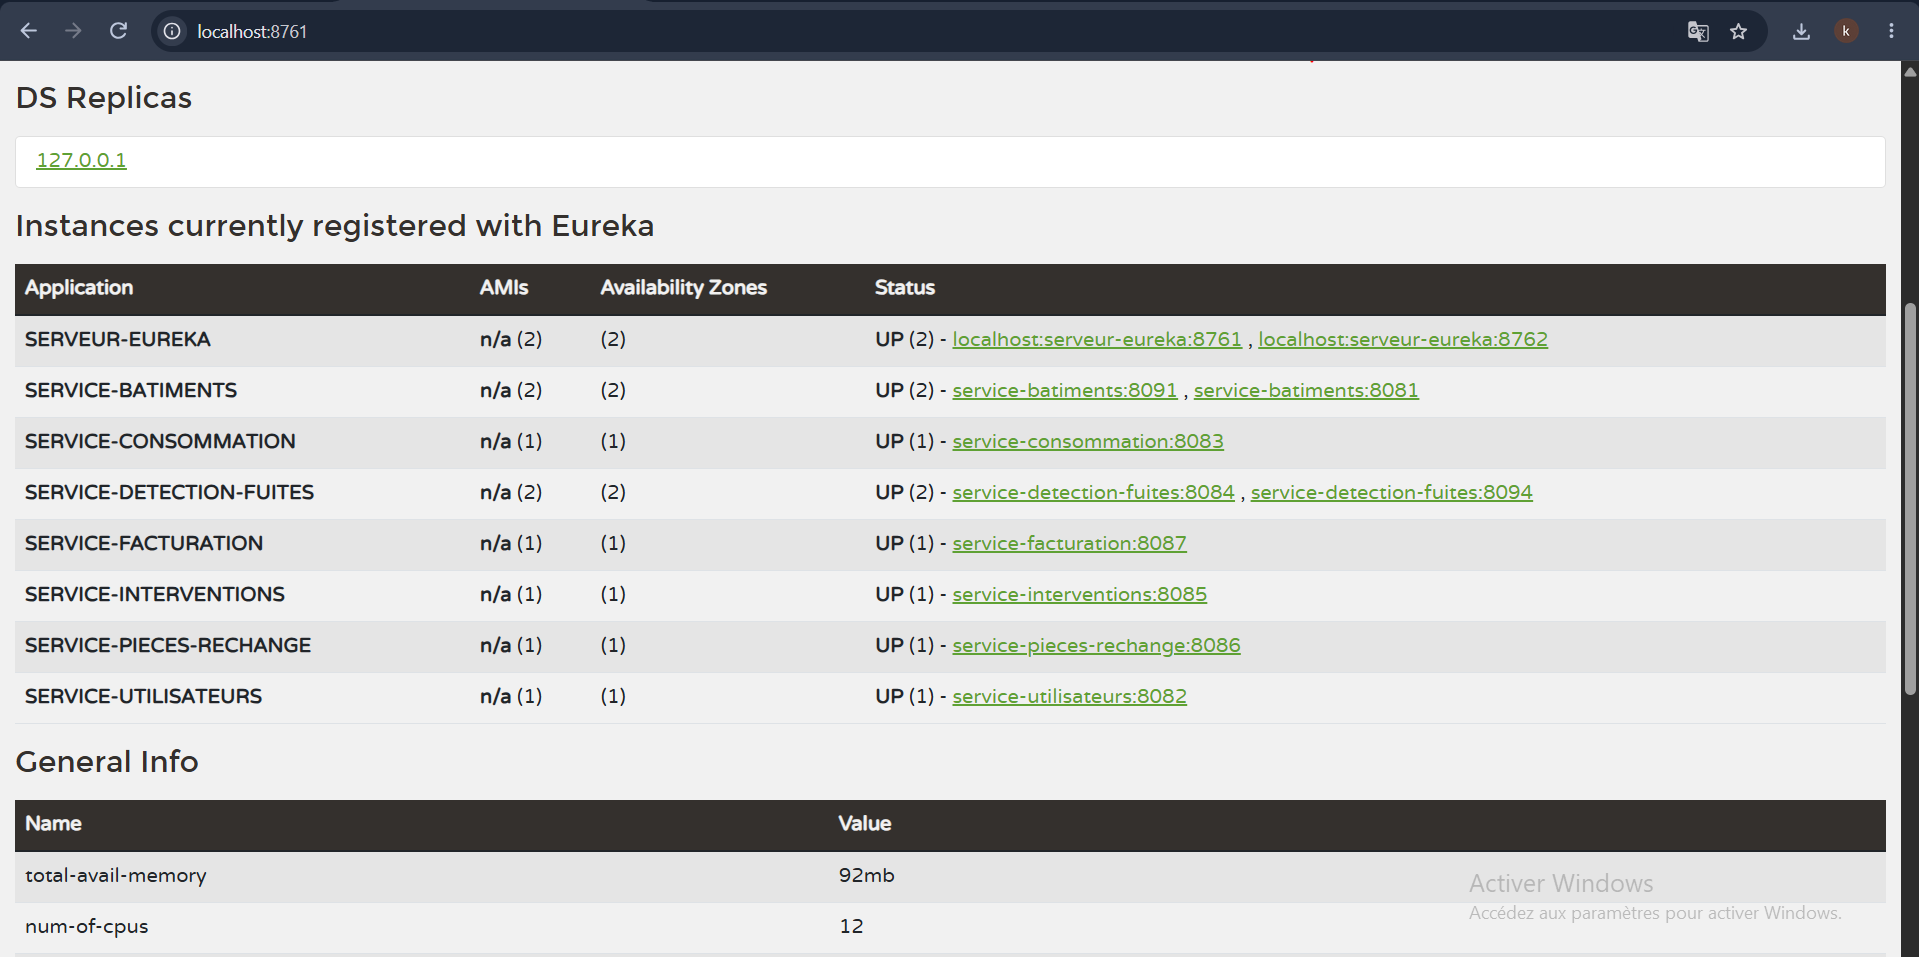 localhost:8761
k
DS Replicas
127.0.0.1
Instances currently registered with Eureka
Application AMIs Availability Zones Status
SERVEUR-EUREKA n/a (2) (2) UP (2) - localhost:serveur-eureka:8761 , localhost:serveur-eureka:8762
SERVICE-BATIMENTS n/a (2) (2) UP (2) - service-batiments:8091 , service-batiments:8081
SERVICE-CONSOMMATION n/a (1) (1) UP (1) - service-consommation:8083
SERVICE-DETECTION-FUITES n/a (2) (2) UP (2) - service-detection-fuites:8084 , service-detection-fuites:8094
SERVICE-FACTURATION n/a (1) (1) UP (1) - service-facturation:8087
SERVICE-INTERVENTIONS n/a (1) (1) UP (1) - service-interventions:8085
SERVICE-PIECES-RECHANGE n/a (1) (1) UP (1) - service-pieces-rechange:8086
SERVICE-UTILISATEURS n/a (1) (1) UP (1) - service-utilisateurs:8082
General Info
Name Value
total-avail-memory 92mb
num-of-cpus 12
Activer Windows
Accédez aux paramètres pour activer Windows.